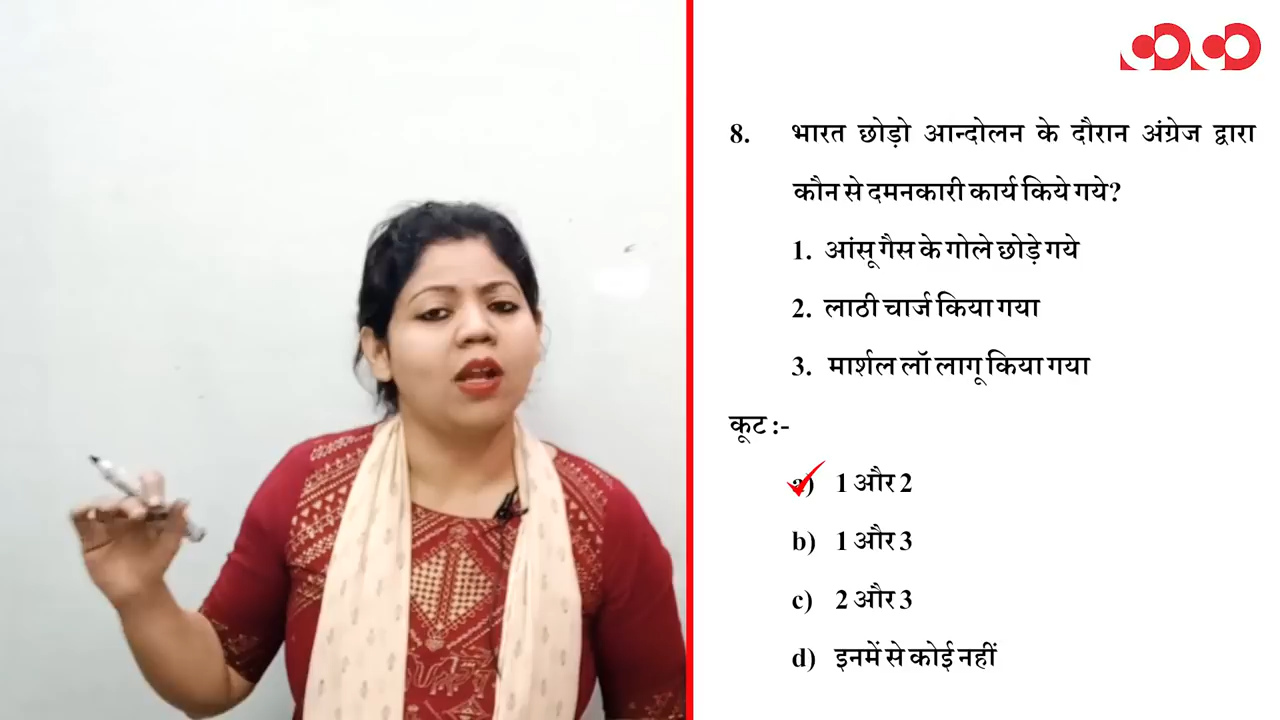 8. भारत छोड़ो आन्दोलन के दौरान अंग्रेज द्वारा
कौन से दमनकारी कार्य किये गये?
1. आंसू गैस के गोले छोड़े गये
2. लाठी चार्ज किया गया
3. मार्शल लॉ लागू किया गया
कूट :-
a) 1 और 2
b) 1 और 3
c) 2 और 3
d) इनमें से कोई नहीं